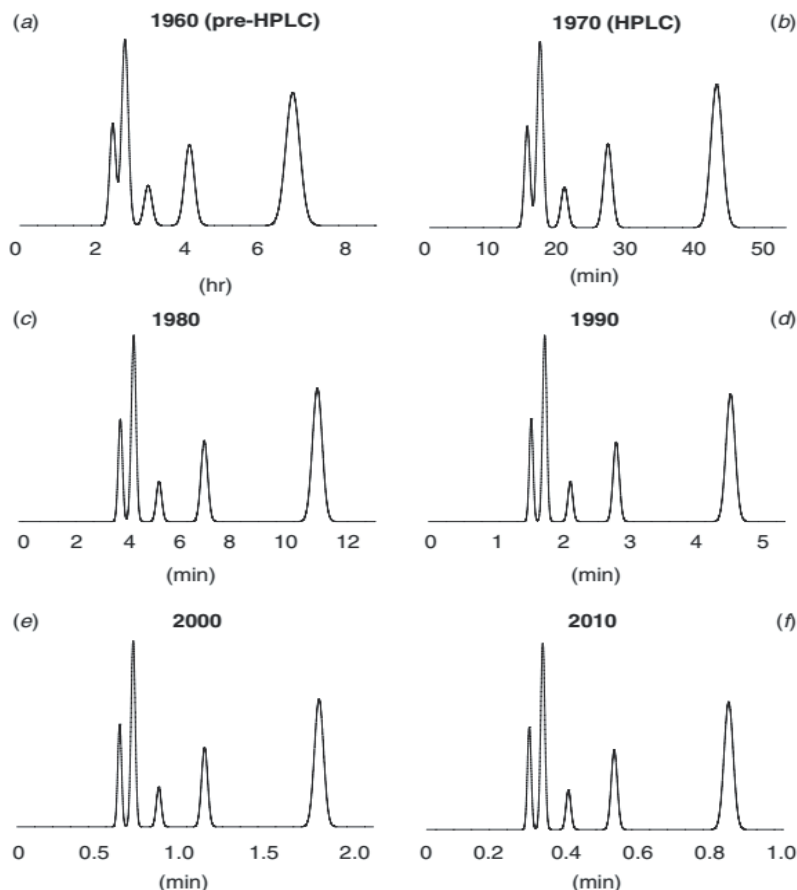 (a) 1960 (pre-HPLC)
0 2 4 6 8
(hr)
1970 (HPLC) (b)
0 10 20 30 40 50
(min)
(c) 1980
0 2 4 6 8 10 12
(min)
1990 (d)
0 1 2 3 4 5
(min)
(e) 2000
0 0.5 1.0 1.5 2.0
(min)
2010 (f)
0 0.2 0.4 0.6 0.8 1.0
(min)